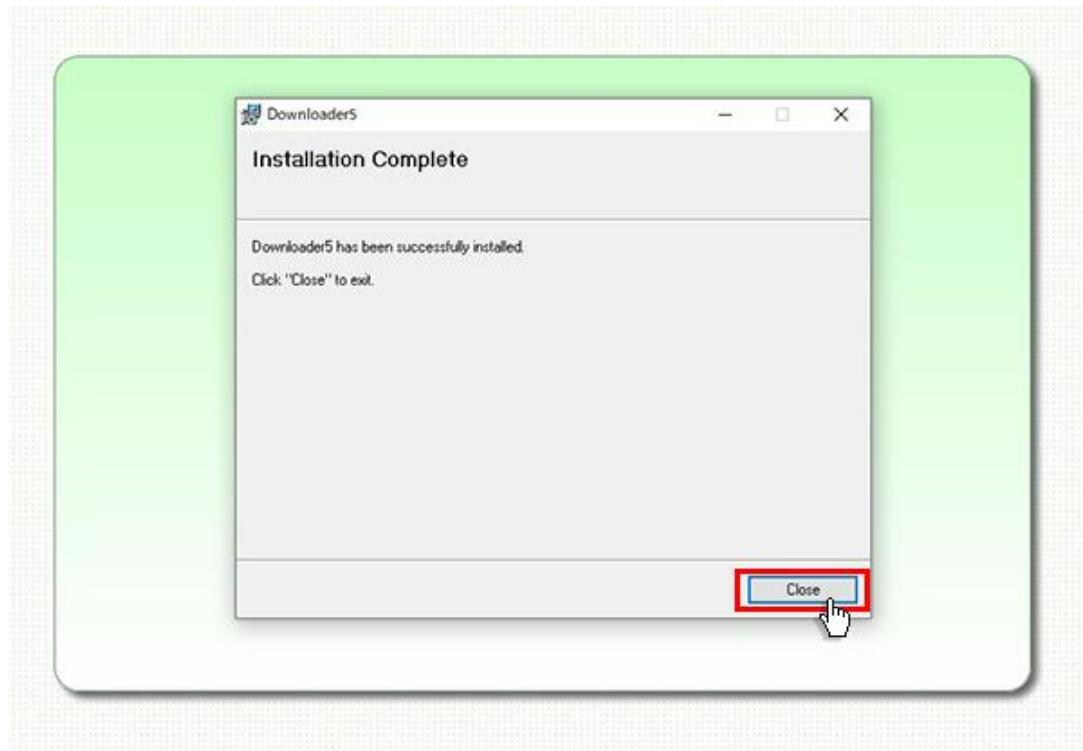 Downloader5
Installation Complete
Downloader5 has been successfully installed.
Click "Close" to exit.
Close